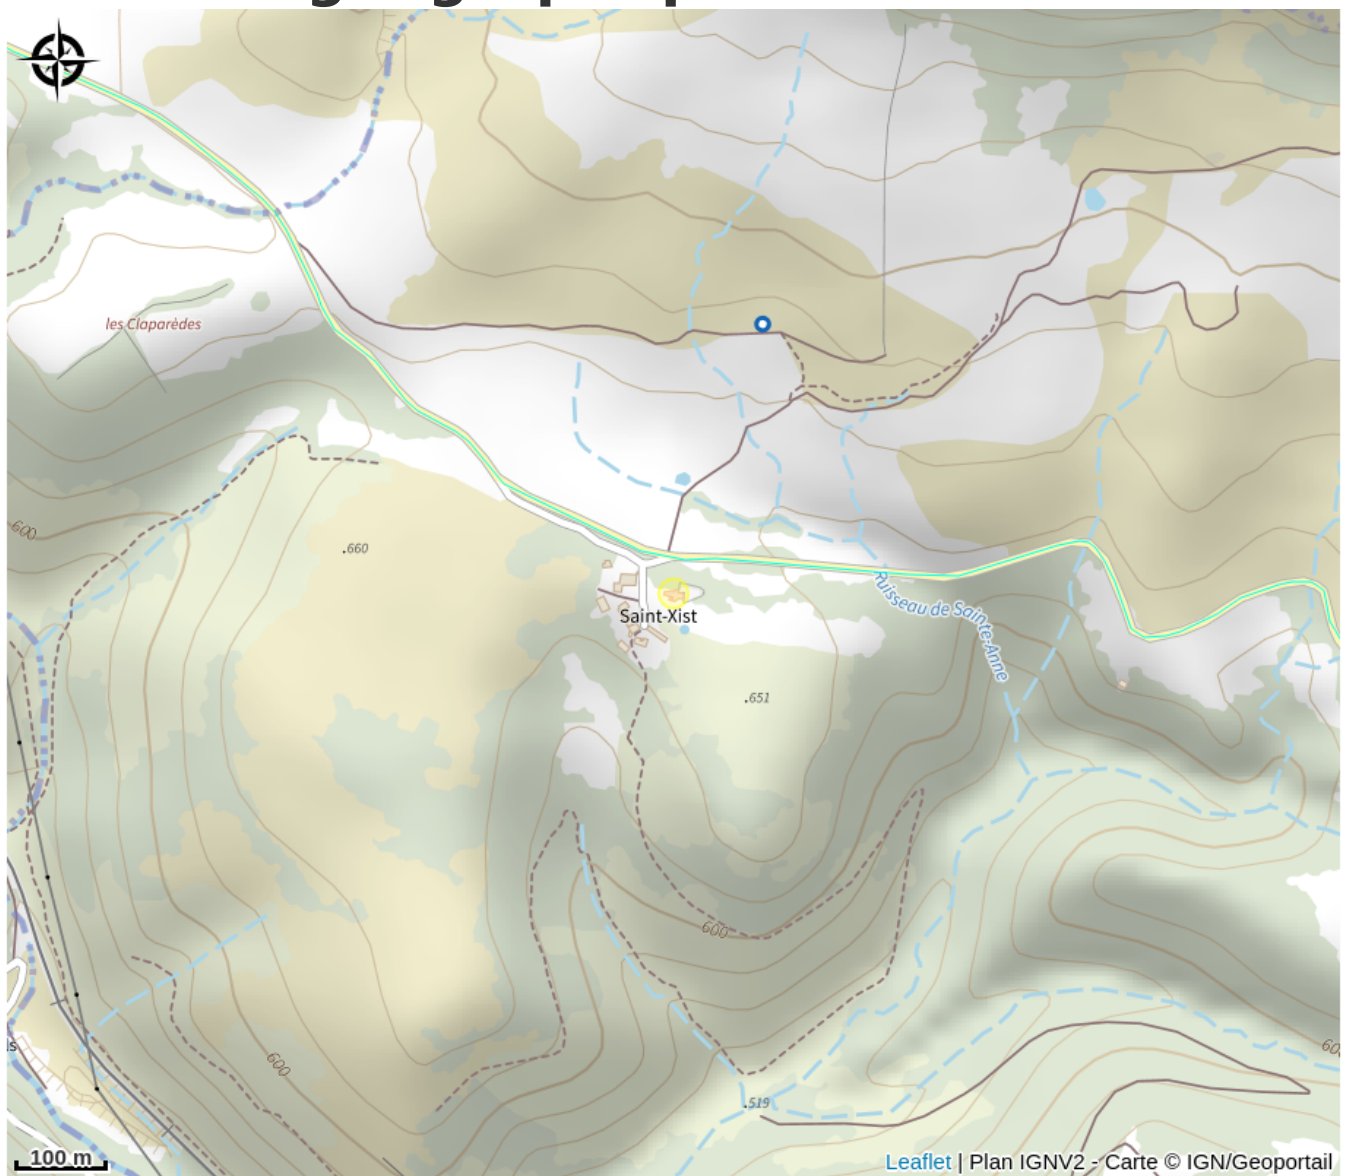 les Claparèdes
600
.660
Ruisseau de Sainte-Anne
Saint-Xist
.651
600
600
.519
100 m
Leaflet | Plan IGNV2 - Carte © IGN/Geoportail